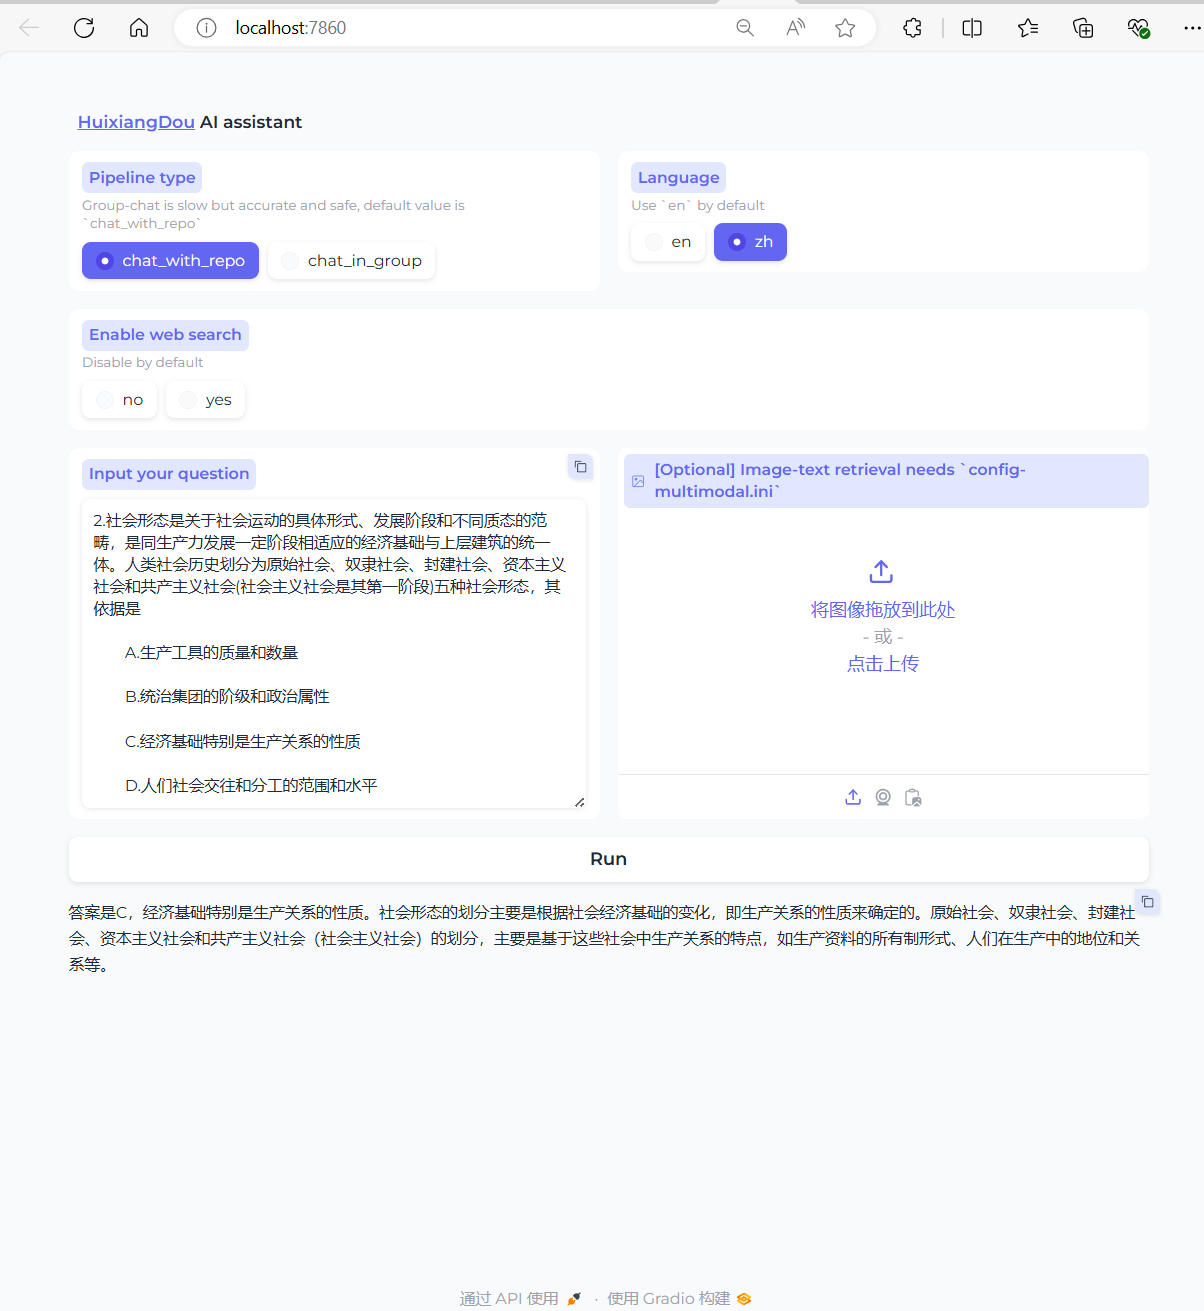 localhost:7860
HuixiangDou AI assistant
Pipeline type
Group-chat is slow but accurate and safe, default value is
`chat_with_repo`
chat_with_repo
chat_in_group
Language
Use `en` by default
en
zh
Enable web search
Disable by default
no
yes
Input your question
2.社会形态是关于社会运动的具体形式、发展阶段和不同质态的范
畴，是同生产力发展一定阶段相适应的经济基础与上层建筑的统一
体。人类社会历史划分为原始社会、奴隶社会、封建社会、资本主义
社会和共产主义社会(社会主义社会是其第一阶段)五种社会形态，其
依据是
A.生产工具的质量和数量
B.统治集团的阶级和政治属性
C.经济基础特别是生产关系的性质
D.人们社会交往和分工的范围和水平
[Optional] Image-text retrieval needs `config-
multimodal.ini`
将图像拖放到此处
- 或 -
点击上传
Run
答案是C，经济基础特别是生产关系的性质。社会形态的划分主要是根据社会经济基础的变化，即生产关系的性质来确定的。原始社会、奴隶社会、封建社
会、资本主义社会和共产主义社会（社会主义社会）的划分，主要是基于这些社会中生产关系的特点，如生产资料的所有制形式、人们在生产中的地位和关
系等。
通过 API 使用 · 使用 Gradio 构建